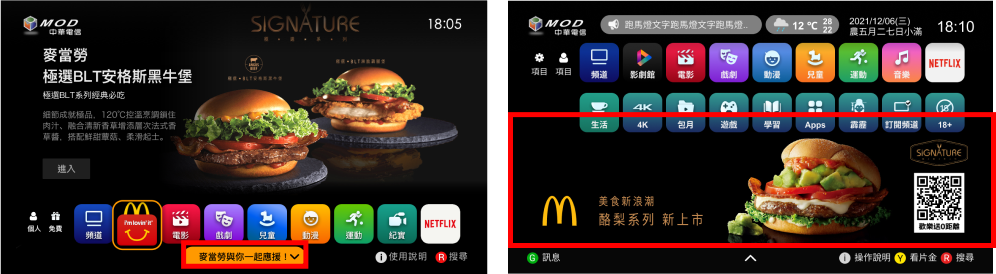 MOD
中華電信
SIGNATURE
18:05
麥當勞
極選BLT安格斯黑牛堡
極選BLT系列經典必吃
細節成就極品,120℃控溫烹調鎖住
肉汁、融合清新香草增添層次法式香
草醬,搭配鮮甜蘑菇、柔滑起士。
進入
個人
免費
頻道
i'm lovin' it
電影
戲劇
兒童
動漫
運動
紀實
NETFLIX
麥當勞與你一起應援！
i 使用說明
R 搜尋
MOD
中華電信
跑馬燈文字跑馬燈文字跑馬燈..
12 °C
28
22
2021/12/06(三)
農五月二七日小滿
18:10
項目
項目
頻道
影劇館
電影
戲劇
動漫
兒童
運動
音樂
NETFLIX
生活
4K
4K
包月
遊戲
學習
Apps
霹靂
訂閱頻道
18
18+
SIGNATURE
美食新浪潮
酪梨系列 新上市
歡樂送0距離
G 訊息
i 操作說明
Y 看片金
R 搜尋